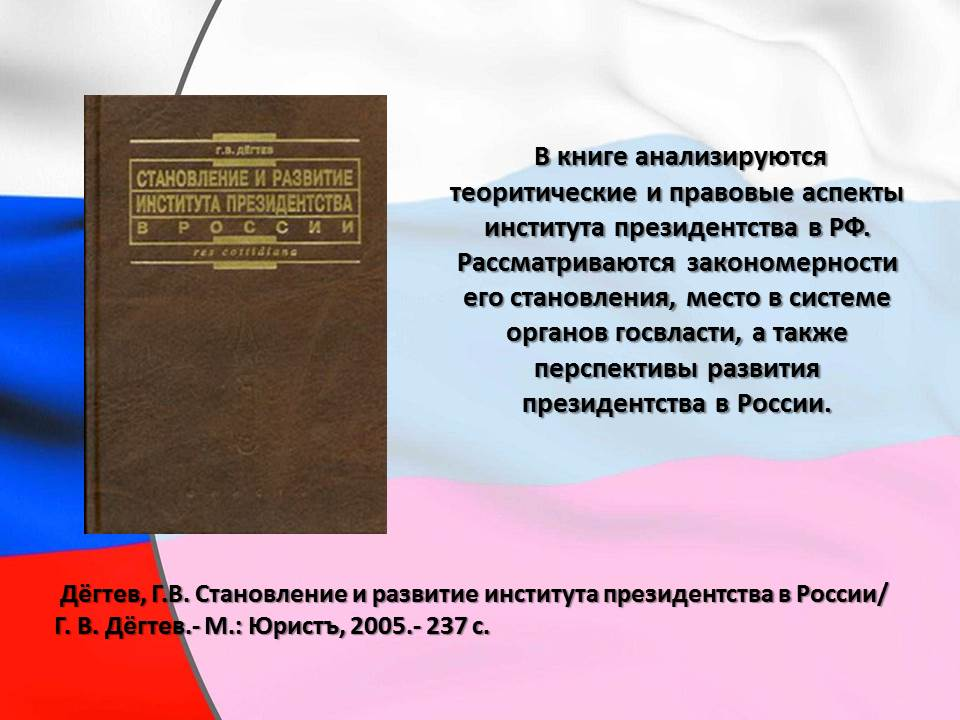 Г.В. ДЁГТЕВ
СТАНОВЛЕНИЕ И РАЗВИТИЕ
ИНСТИТУТА ПРЕЗИДЕНТСТВА
В РОССИИ
res cottidiana
В книге анализируются
теоритические и правовые аспекты
института президентства в РФ.
Рассматриваются закономерности
его становления, место в системе
органов госвласти, а также
перспективы развития
президентства в России.
Дёгтев, Г.В. Становление и развитие института президентства в России/
Г. В. Дёгтев.- М.: Юристъ, 2005.- 237 с.